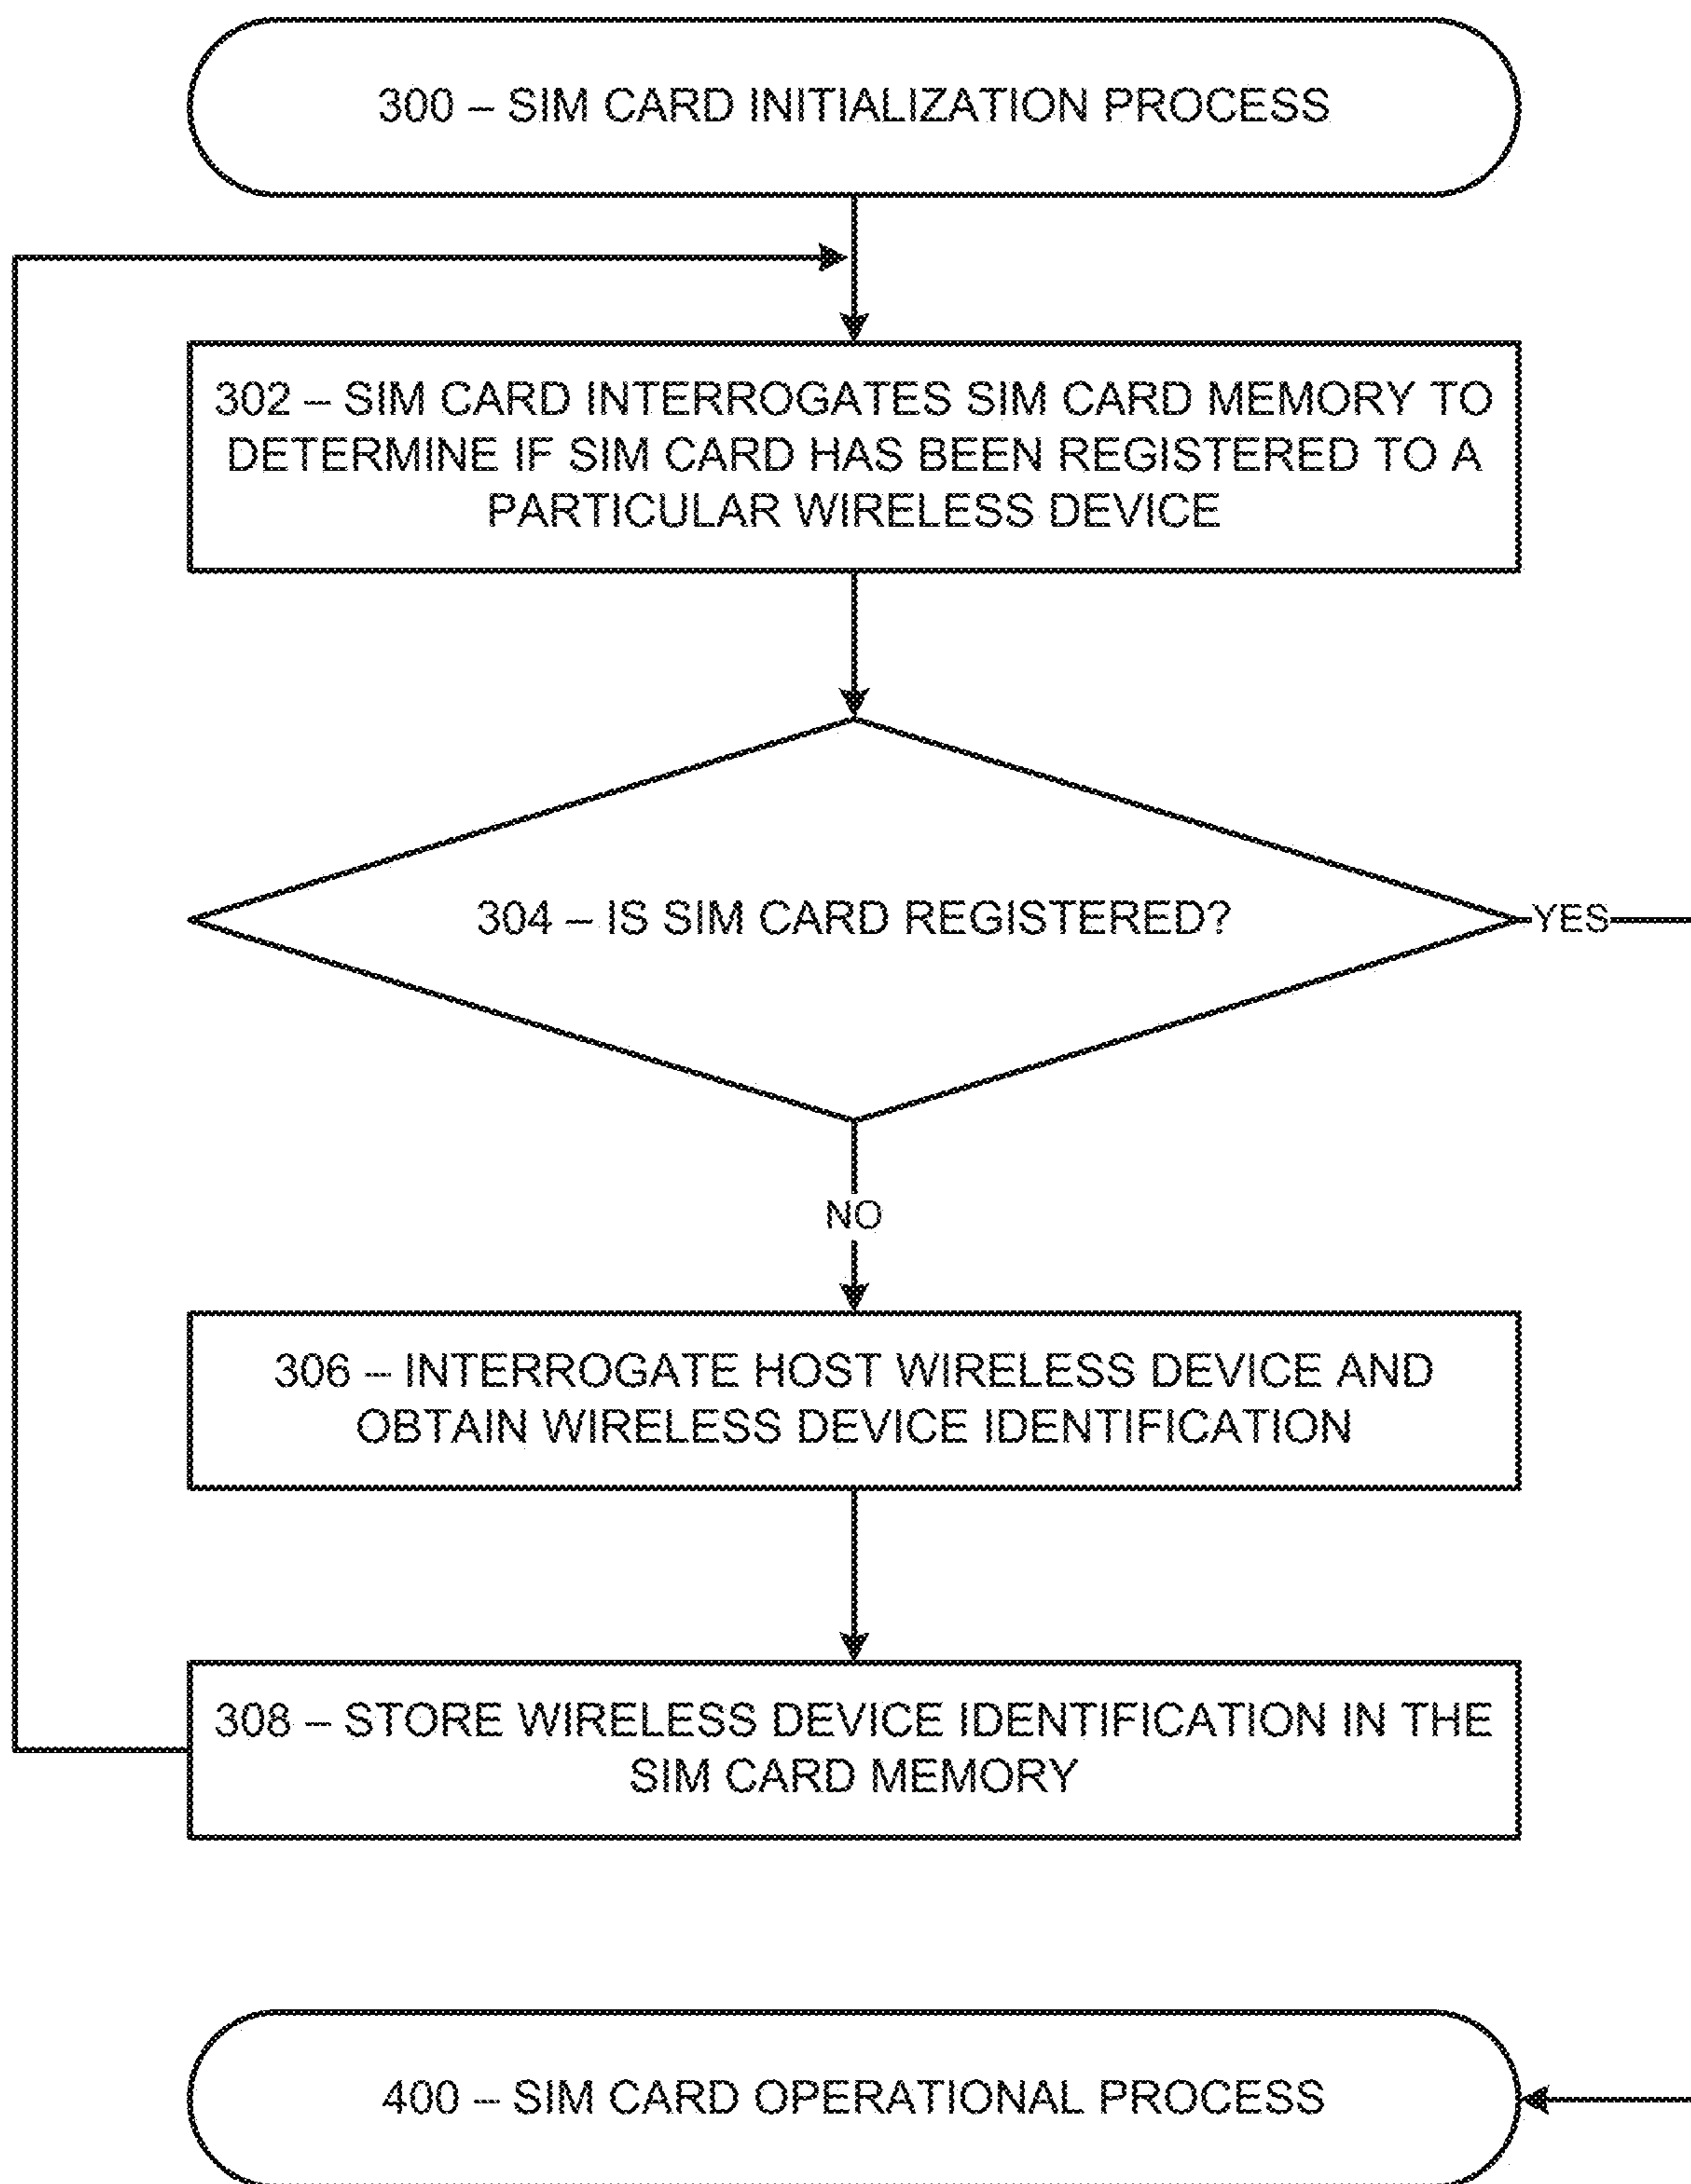 300 – SIM CARD INITIALIZATION PROCESS
302 – SIM CARD INTERROGATES SIM CARD MEMORY TO
DETERMINE IF SIM CARD HAS BEEN REGISTERED TO A
PARTICULAR WIRELESS DEVICE
304 – IS SIM CARD REGISTERED?
YES
NO
306 – INTERROGATE HOST WIRELESS DEVICE AND
OBTAIN WIRELESS DEVICE IDENTIFICATION
308 – STORE WIRELESS DEVICE IDENTIFICATION IN THE
SIM CARD MEMORY
400 – SIM CARD OPERATIONAL PROCESS